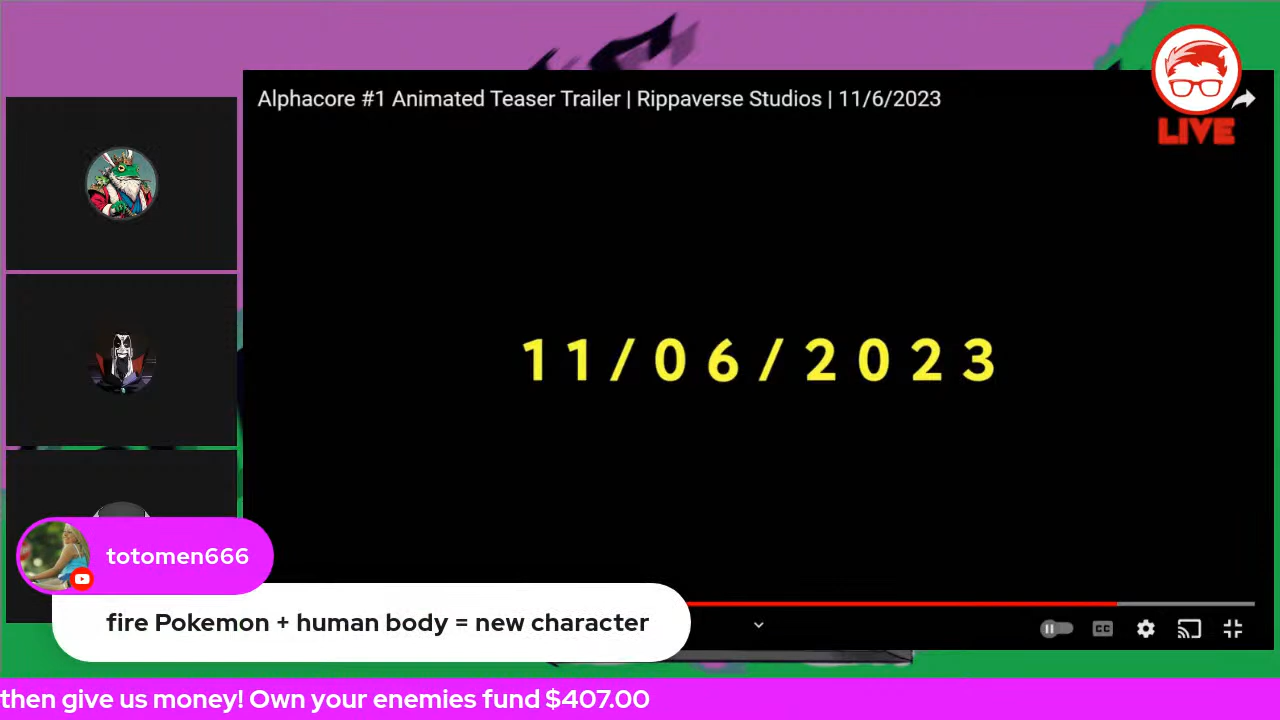 Alphacore #1 Animated Teaser Trailer | Rippaverse Studios | 11/6/2023
LIVE
11/06/2023
totomen666
fire Pokemon + human body = new character
CC
then give us money! Own your enemies fund $407.00